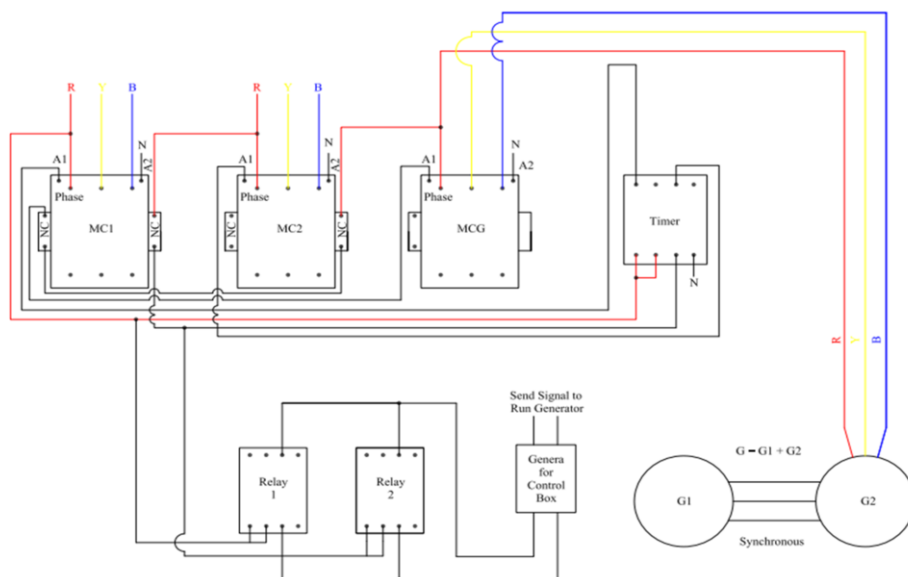 R
Y
B
R
Y
B
A1
N
A2
A1
N
A2
A1
N
A2
Phase
Phase
Phase
NC
MC1
NC
NC
MC2
NC
MCG
Timer
N
R
Y
B
Send Signal to
Run Generator
Relay
1
Relay
2
Genera
for
Control
Box
G = G1 + G2
G1
G2
Synchronous